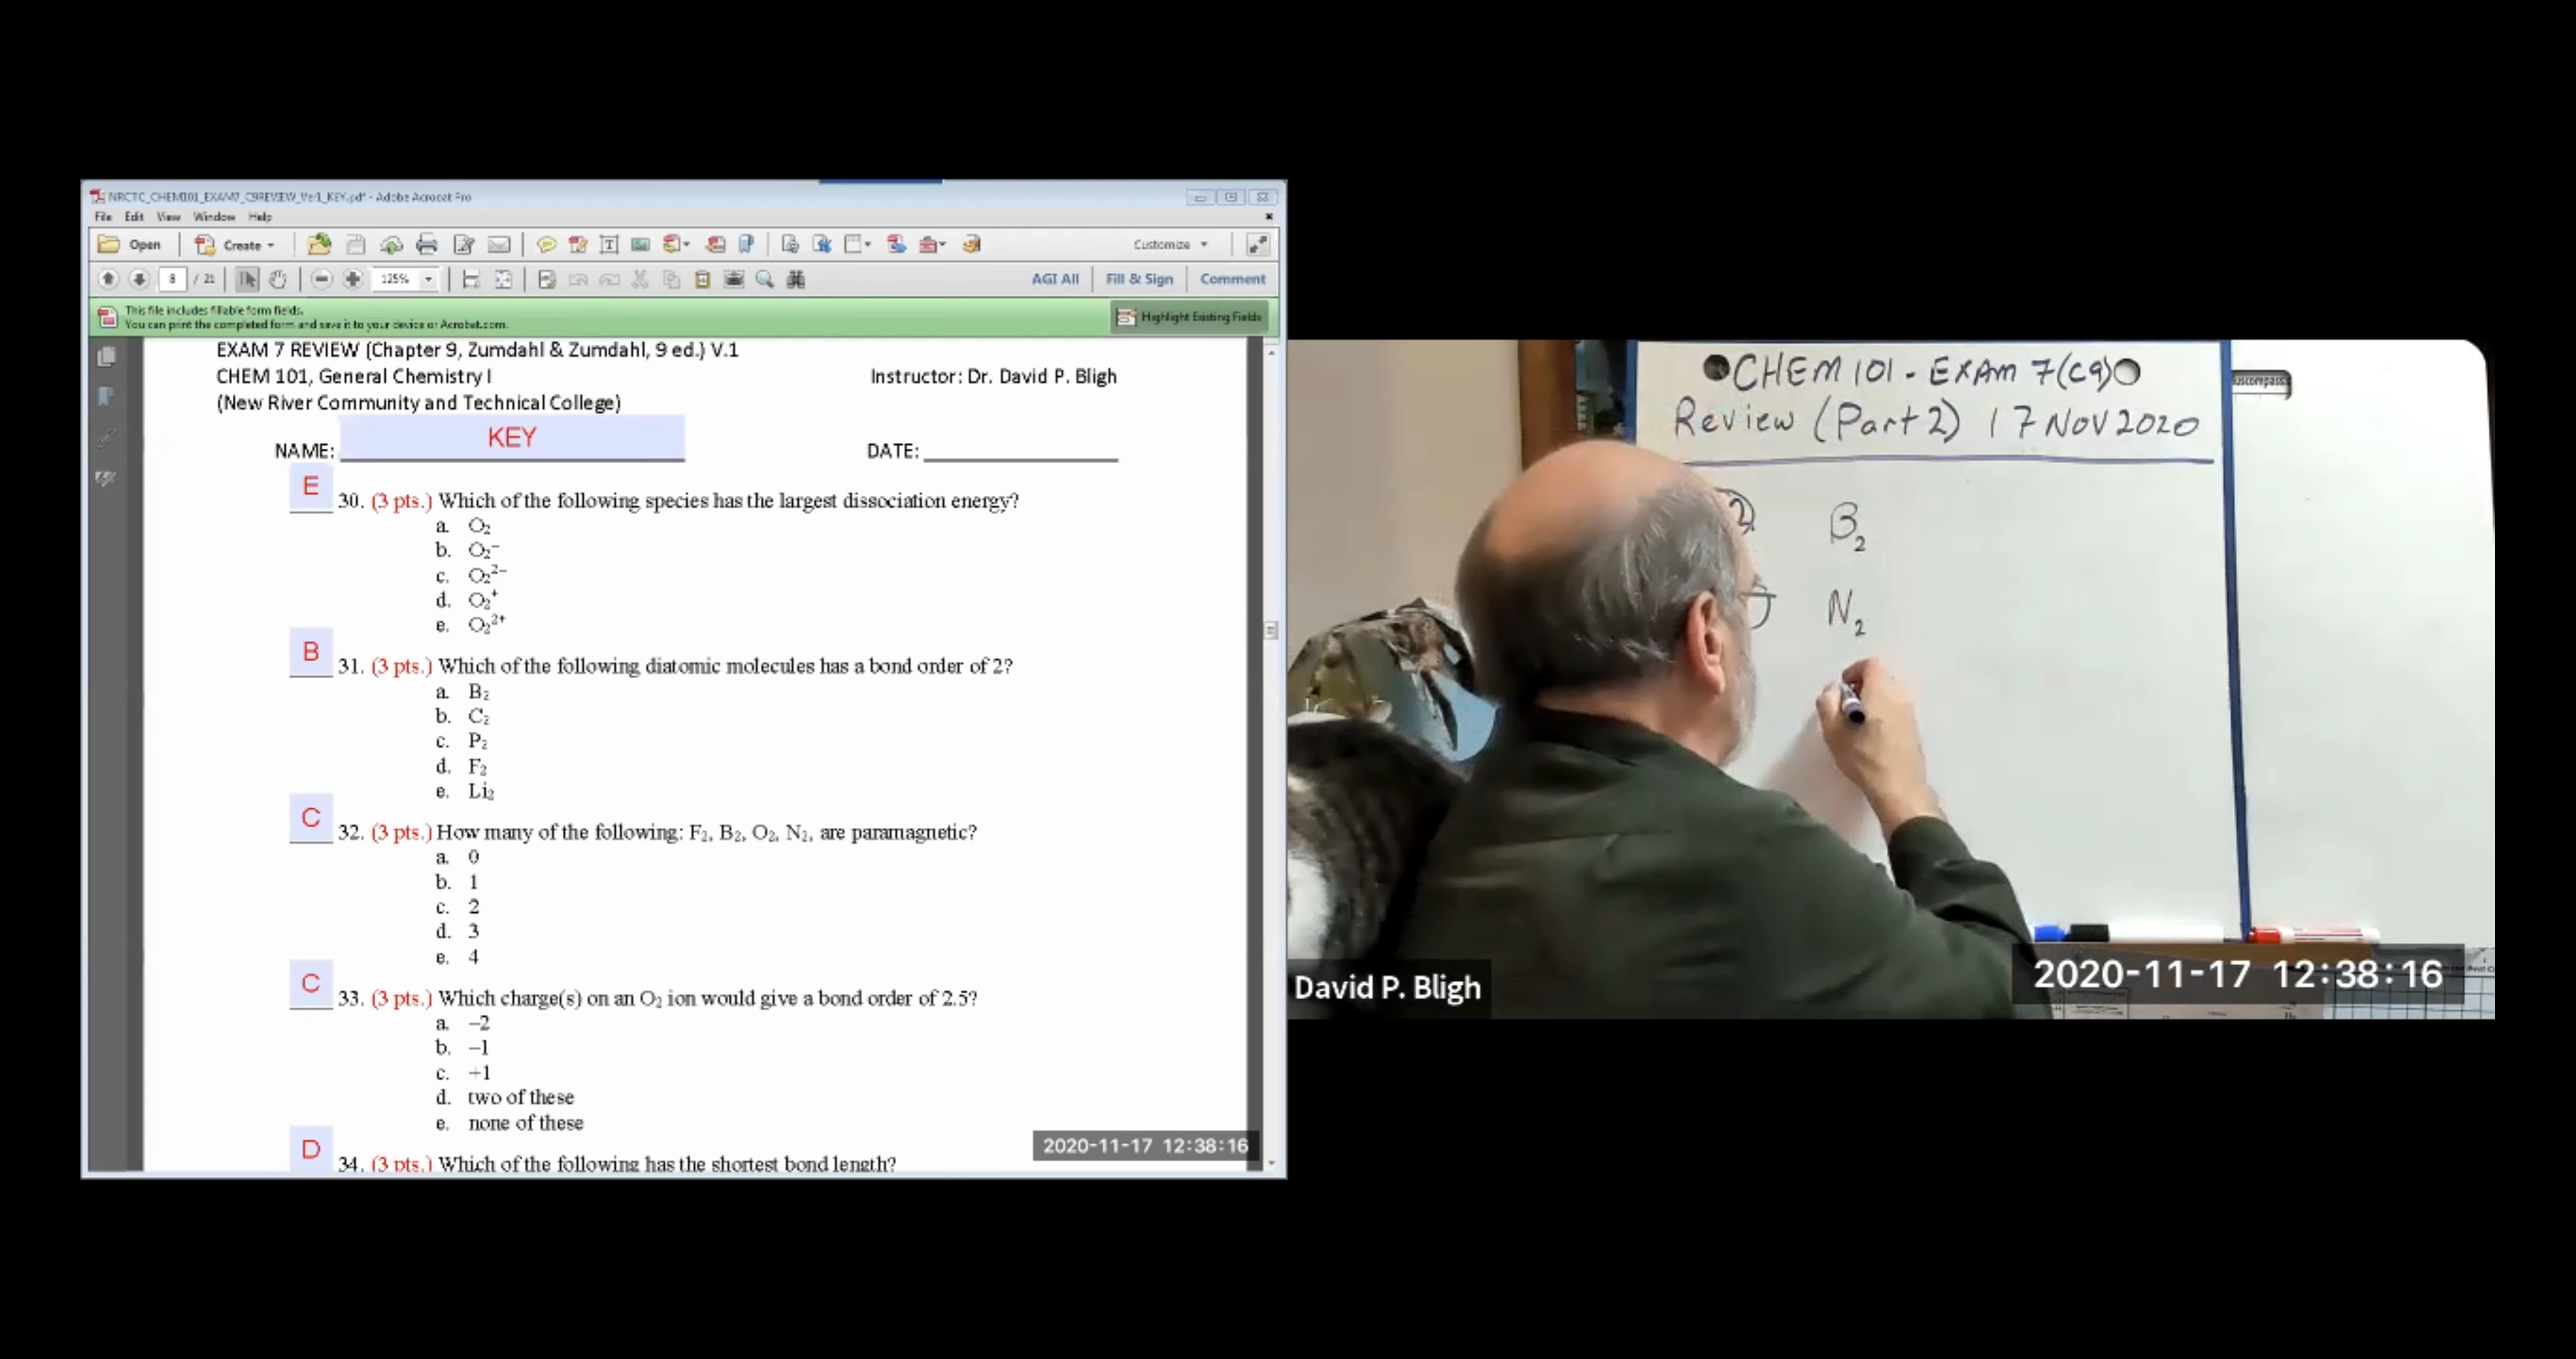 NRCTC_CHEM101_EXAM7_C9REVIEW_Ver1_KEY.pdf* - Adobe Acrobat Pro
File Edit View Window Help
Open Create Customize
8 / 21 125% AGI All Fill & Sign Comment
This file includes fillable form fields.
You can print the completed form and save it to your device or Acrobat.com.
Highlight Existing Fields
EXAM 7 REVIEW (Chapter 9, Zumdahl & Zumdahl, 9 ed.) V.1
CHEM 101, General Chemistry I Instructor: Dr. David P. Bligh
(New River Community and Technical College)
NAME: KEY DATE:
E 30. (3 pts.) Which of the following species has the largest dissociation energy?
a. O₂
b. O₂⁻
c. O₂²⁻
d. O₂⁺
e. O₂²⁺
B 31. (3 pts.) Which of the following diatomic molecules has a bond order of 2?
a. B₂
b. C₂
c. P₂
d. F₂
e. Li₂
C 32. (3 pts.) How many of the following: F₂, B₂, O₂, N₂, are paramagnetic?
a. 0
b. 1
c. 2
d. 3
e. 4
C 33. (3 pts.) Which charge(s) on an O₂ ion would give a bond order of 2.5?
a. –2
b. –1
c. +1
d. two of these
e. none of these
D 34. (3 pts.) Which of the following has the shortest bond length?
2020-11-17 12:38:16
CHEM 101 - EXAM 7 (C9)
Review (Part 2) 17 NOV 2020
B₂
N₂
David P. Bligh
2020-11-17 12:38:16